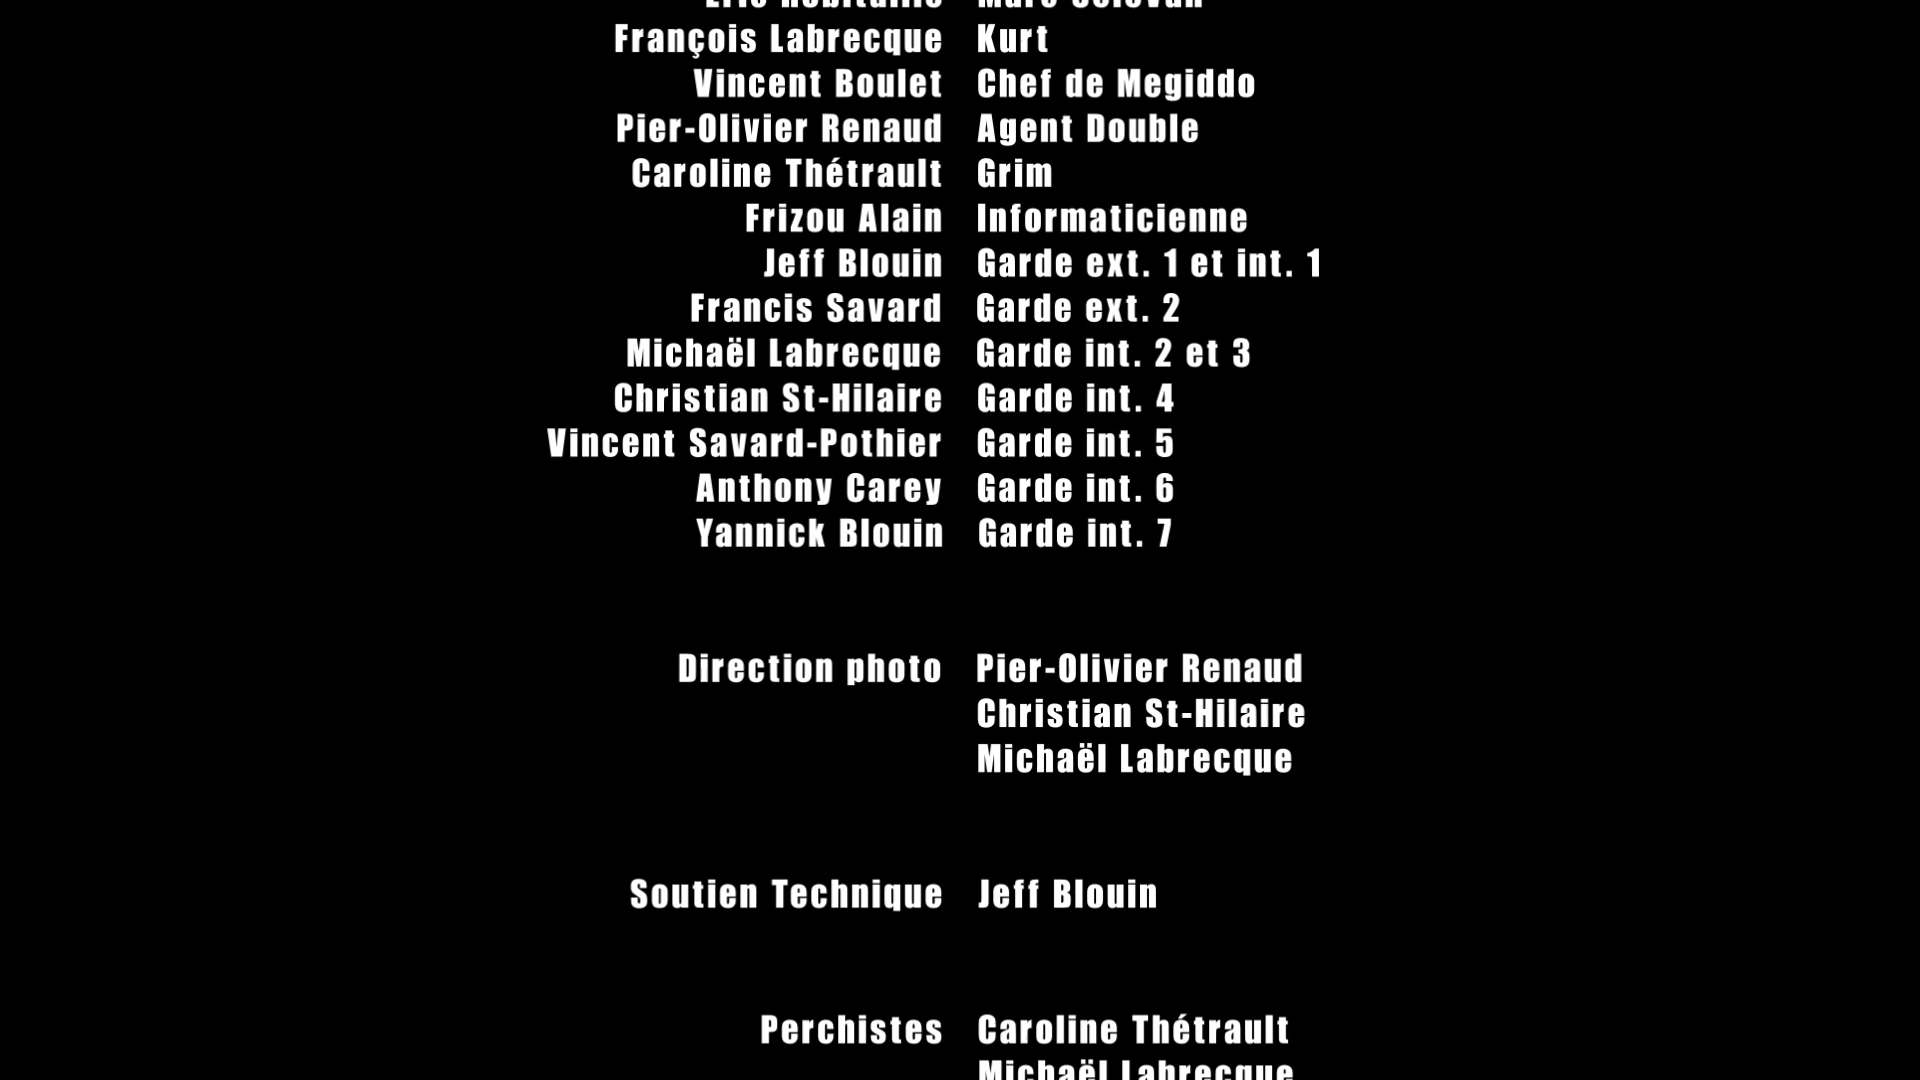 François Labrecque Kurt
Vincent Boulet Chef de Megiddo
Pier-Olivier Renaud Agent Double
Caroline Thétrault Grim
Frizou Alain Informaticienne
Jeff Blouin Garde ext. 1 et int. 1
Francis Savard Garde ext. 2
Michaël Labrecque Garde int. 2 et 3
Christian St-Hilaire Garde int. 4
Vincent Savard-Pothier Garde int. 5
Anthony Carey Garde int. 6
Yannick Blouin Garde int. 7
Direction photo Pier-Olivier Renaud
Christian St-Hilaire
Michaël Labrecque
Soutien Technique Jeff Blouin
Perchistes Caroline Thétrault
Michaël Labrecque